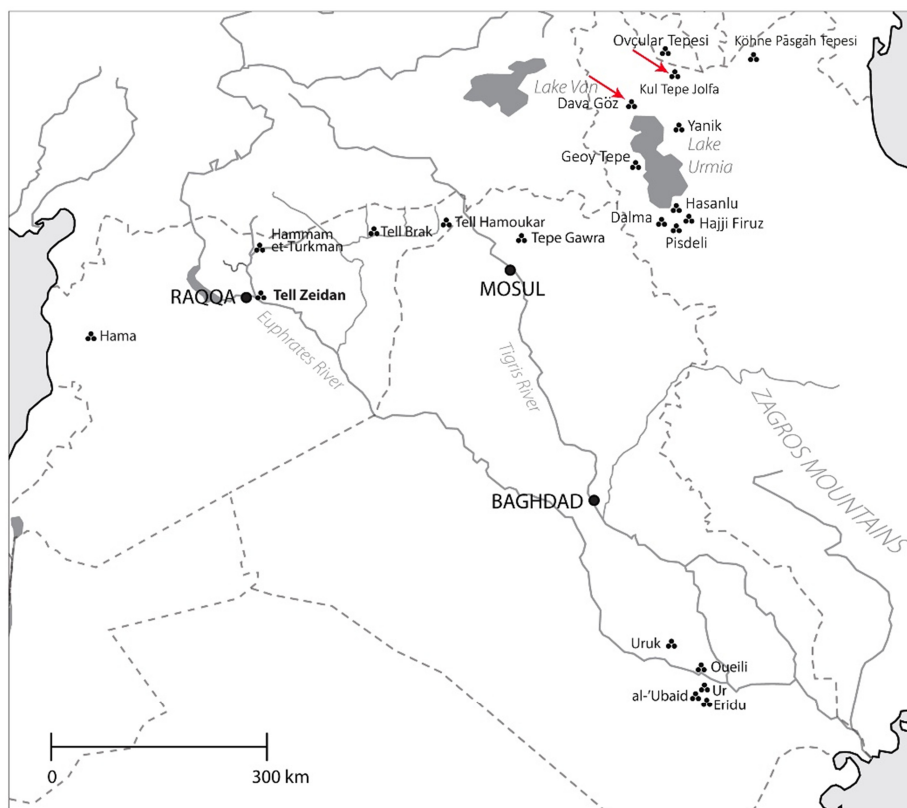 Ovçular Tepesi
Köhne Pāsgāh Tepesi
Kul Tepe Jolfa
Lake Van
Dava Göz
Yanik
Lake
Urmia
Geoy Tepe
Hasanlu
Dalma
Hajji Firuz
Pisdeli
Hammam
et-Turkman
Tell Brak
Tell Hamoukar
Tepe Gawra
MOSUL
RAQQA
Tell Zeidan
Hama
Euphrates River
Tigris River
ZAGROS MOUNTAINS
BAGHDAD
Uruk
Oueili
Ur
al-'Ubaid
Eridu
0
300 km